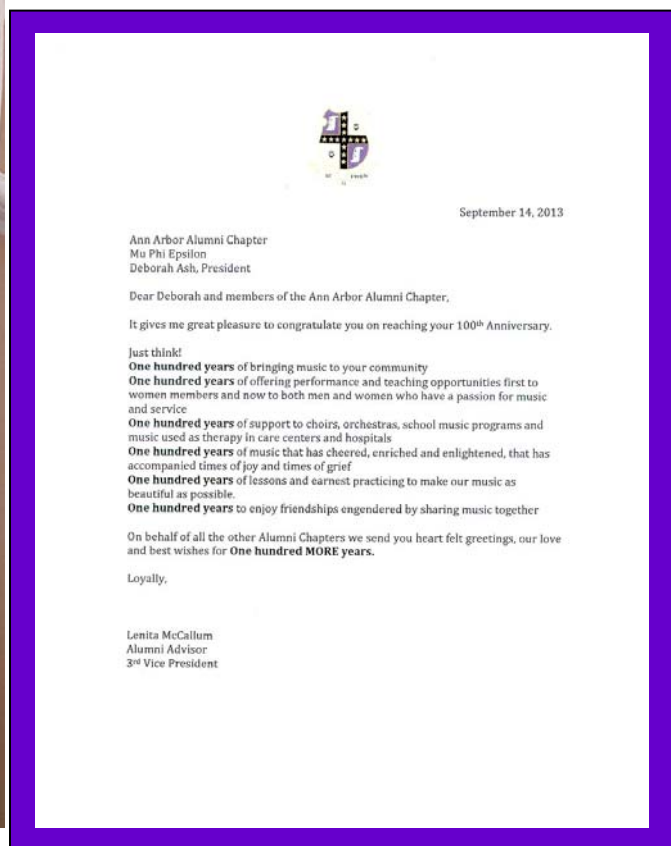 September 14, 2013
Ann Arbor Alumni Chapter
Mu Phi Epsilon
Deborah Ash, President
Dear Deborah and members of the Ann Arbor Alumni Chapter,
It gives me great pleasure to congratulate you on reaching your 100th Anniversary.
Just think!
One hundred years of bringing music to your community
One hundred years of offering performance and teaching opportunities first to
women members and now to both men and women who have a passion for music
and service
One hundred years of support to choirs, orchestras, school music programs and
music used as therapy in care centers and hospitals
One hundred years of music that has cheered, enriched and enlightened, that has
accompanied times of joy and times of grief
One hundred years of lessons and earnest practicing to make our music as
beautiful as possible.
One hundred years to enjoy friendships engendered by sharing music together
On behalf of all the other Alumni Chapters we send you heart felt greetings, our love
and best wishes for One hundred MORE years.
Loyally,
Lenita McCallum
Alumni Advisor
3rd Vice President